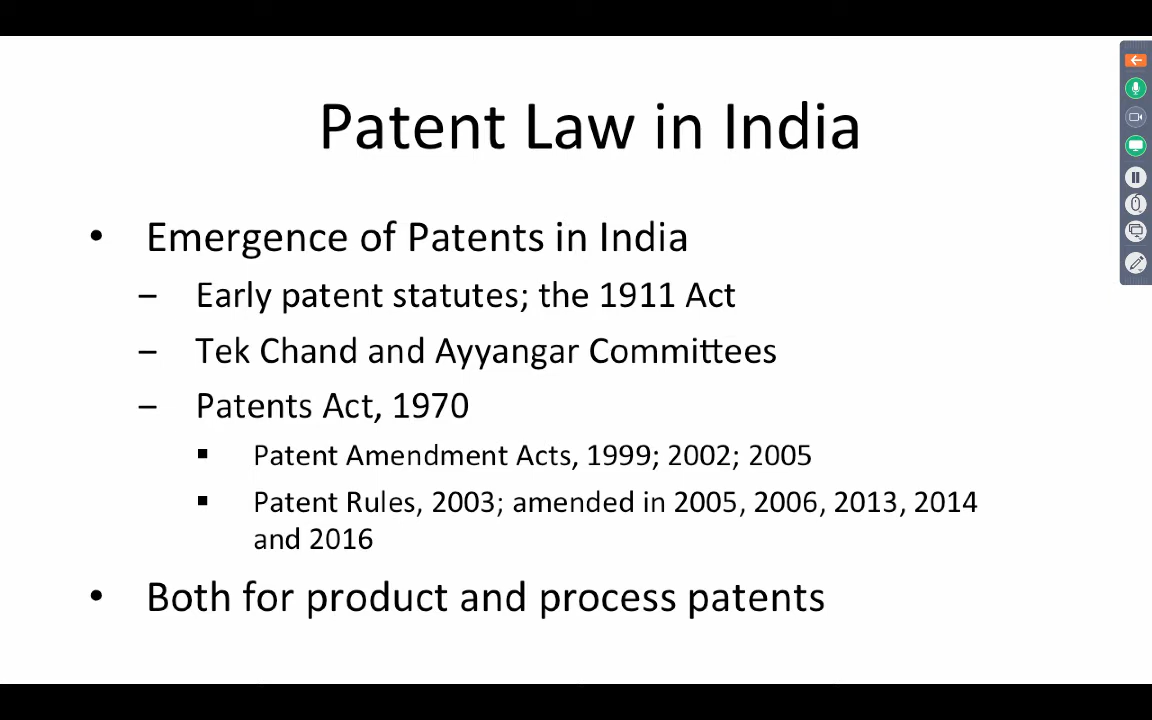 Patent Law in India
• Emergence of Patents in India
– Early patent statutes; the 1911 Act
– Tek Chand and Ayyangar Committees
– Patents Act, 1970
▪ Patent Amendment Acts, 1999; 2002; 2005
▪ Patent Rules, 2003; amended in 2005, 2006, 2013, 2014
and 2016
• Both for product and process patents